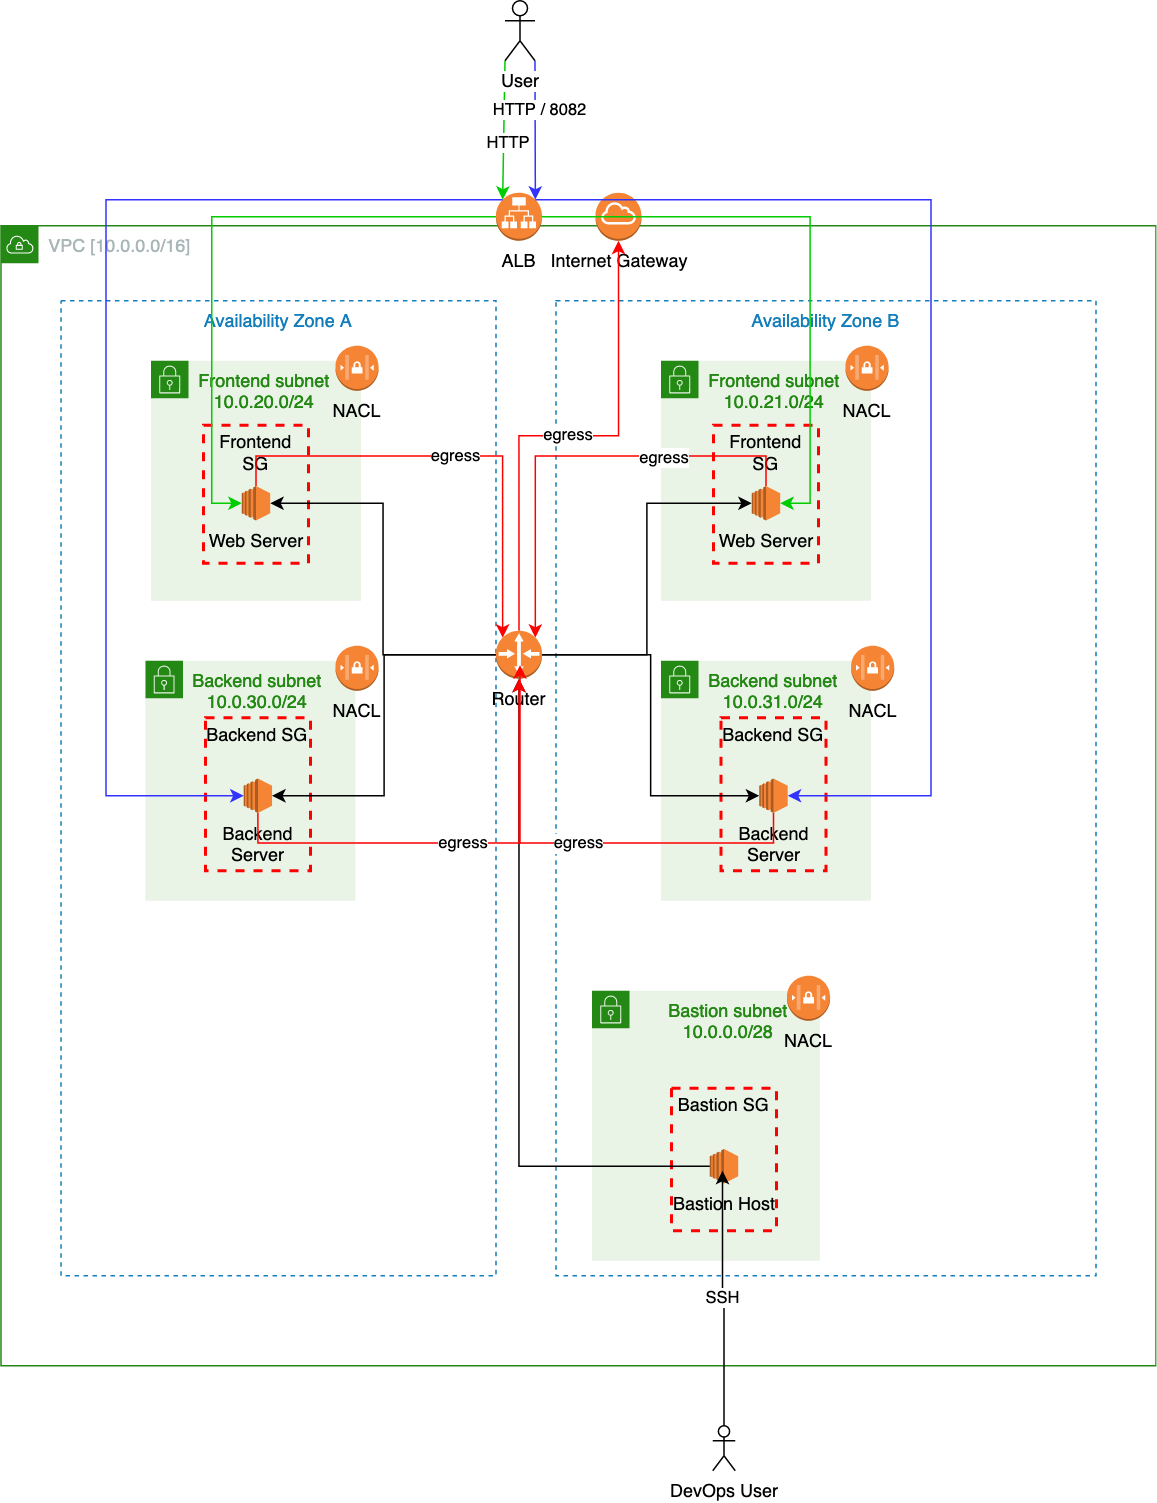 User
HTTP / 8082
HTTP
VPC [10.0.0.0/16]
ALB
Internet Gateway
Availability Zone A
Availability Zone B
Frontend subnet
10.0.20.0/24
NACL
Frontend subnet
10.0.21.0/24
NACL
Frontend
SG
egress
egress
egress
Frontend
SG
Web Server
Web Server
Router
Backend subnet
10.0.30.0/24
NACL
Backend subnet
10.0.31.0/24
NACL
Backend SG
Backend SG
Backend
Server
egress
egress
Backend
Server
Bastion subnet
10.0.0.0/28
NACL
Bastion SG
Bastion Host
SSH
DevOps User